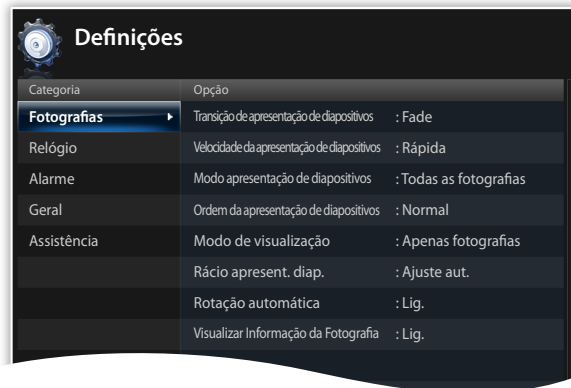 Definições
Categoria Opção
Fotografias Transição de apresentação de diapositivos : Fade
Relógio Velocidade da apresentação de diapositivos : Rápida
Alarme Modo apresentação de diapositivos : Todas as fotografias
Geral Ordem da apresentação de diapositivos : Normal
Assistência Modo de visualização : Apenas fotografias
Rácio apresent. diap. : Ajuste aut.
Rotação automática : Lig.
Visualizar Informação da Fotografia : Lig.